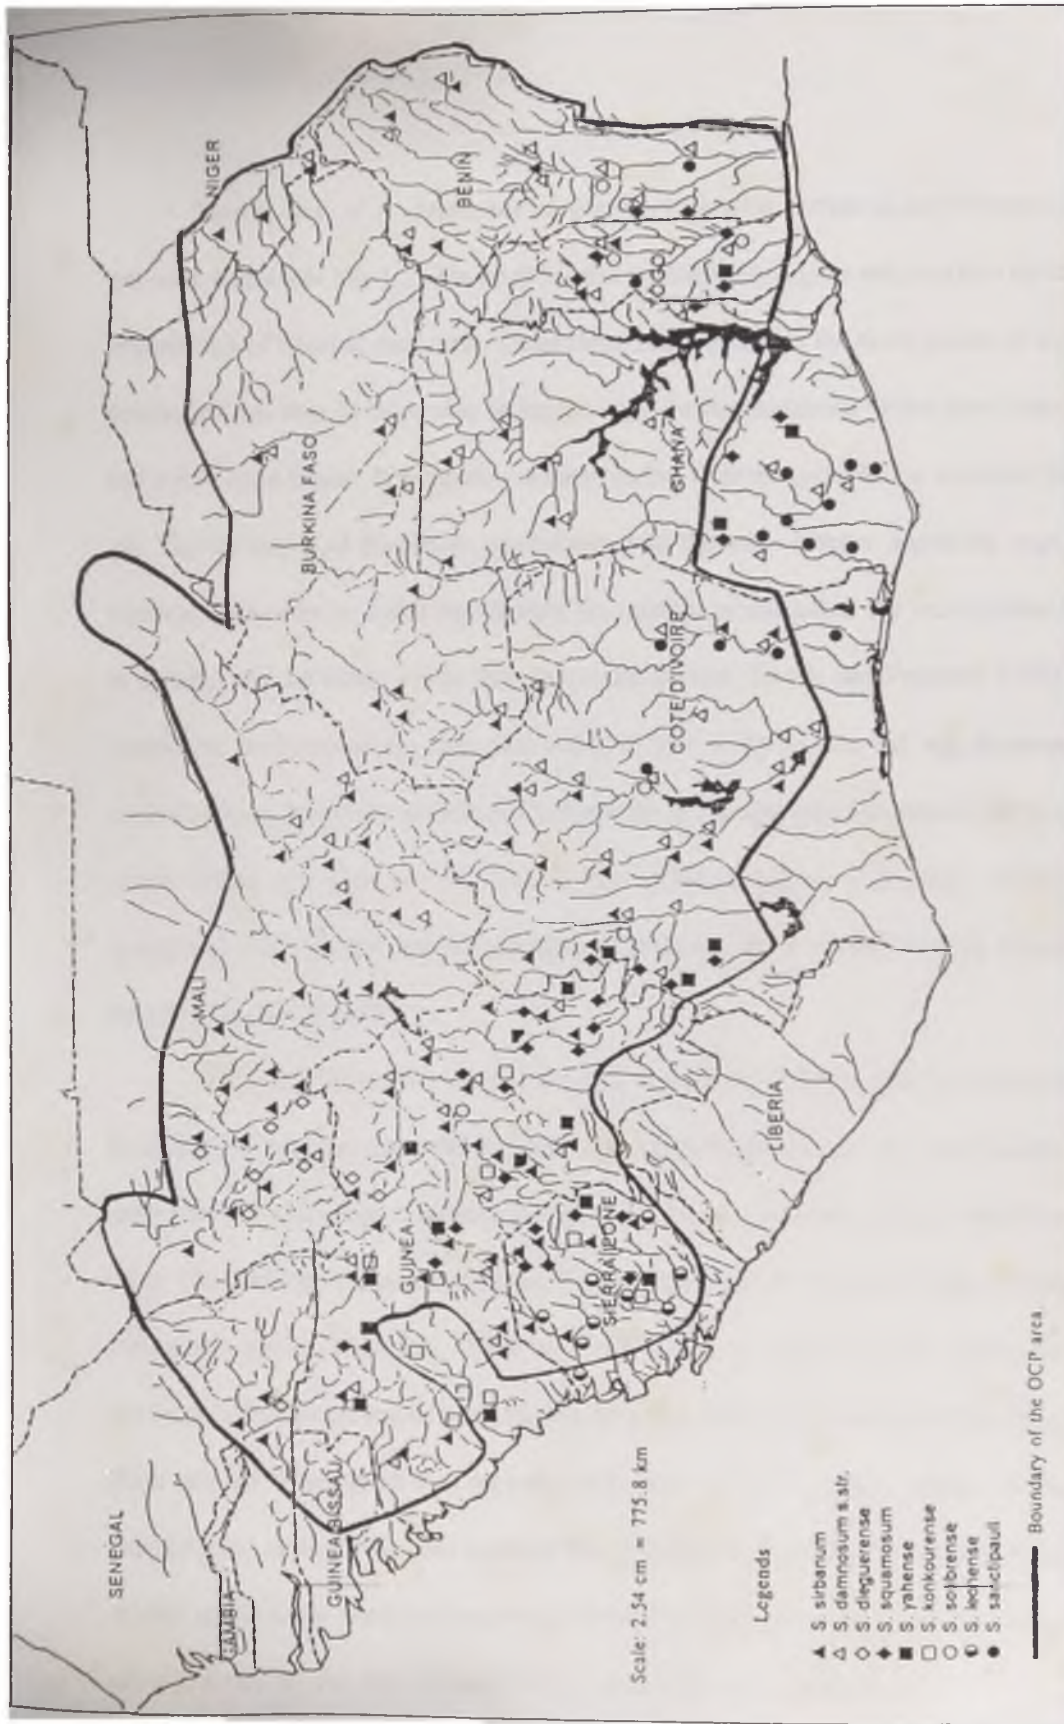 SENEGAL
GAMBIA
GUINEA BISSAU
MALI
NIGER
BURKINA FASO
BENIN
GUINEA
SIERRA LEONE
CÔTE D'IVOIRE
GHANA
TOGO
LIBERIA
Scale: 2.54 cm = 775.8 km
Legends
S. sirbanum
S. damnosum s.str.
S. dieguerense
S. squamosum
S. yahense
S. konkourense
S. soubrense
S. leonense
S. sanctipauli
Boundary of the OCP area